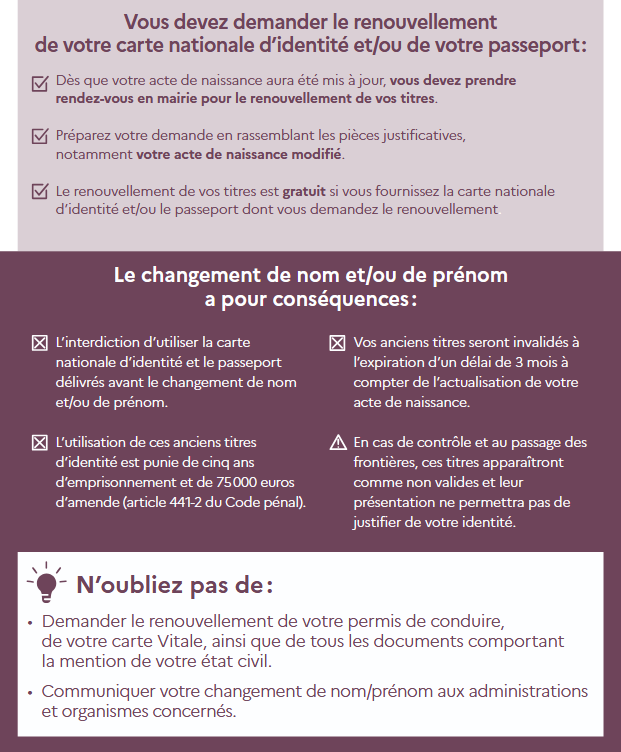 Vous devez demander le renouvellement
de votre carte nationale d’identité et/ou de votre passeport :
Dès que votre acte de naissance aura été mis à jour, vous devez prendre
rendez-vous en mairie pour le renouvellement de vos titres.
Préparez votre demande en rassemblant les pièces justificatives,
notamment votre acte de naissance modifié.
Le renouvellement de vos titres est gratuit si vous fournissez la carte nationale
d’identité et/ou le passeport dont vous demandez le renouvellement
Le changement de nom et/ou de prénom
a pour conséquences :
L’interdiction d’utiliser la carte
nationale d’identité et le passeport
délivrés avant le changement de nom
et/ou de prénom.
L’utilisation de ces anciens titres
d’identité est punie de cinq ans
d’emprisonnement et de 75 000 euros
d’amende (article 441-2 du Code pénal).
Vos anciens titres seront invalidés à
l’expiration d’un délai de 3 mois à
compter de l’actualisation de votre
acte de naissance.
En cas de contrôle et au passage des
frontières, ces titres apparaîtront
comme non valides et leur
présentation ne permettra pas de
justifier de votre identité.
N’oubliez pas de :
• Demander le renouvellement de votre permis de conduire,
de votre carte Vitale, ainsi que de tous les documents comportant
la mention de votre état civil.
• Communiquer votre changement de nom/prénom aux administrations
et organismes concernés.